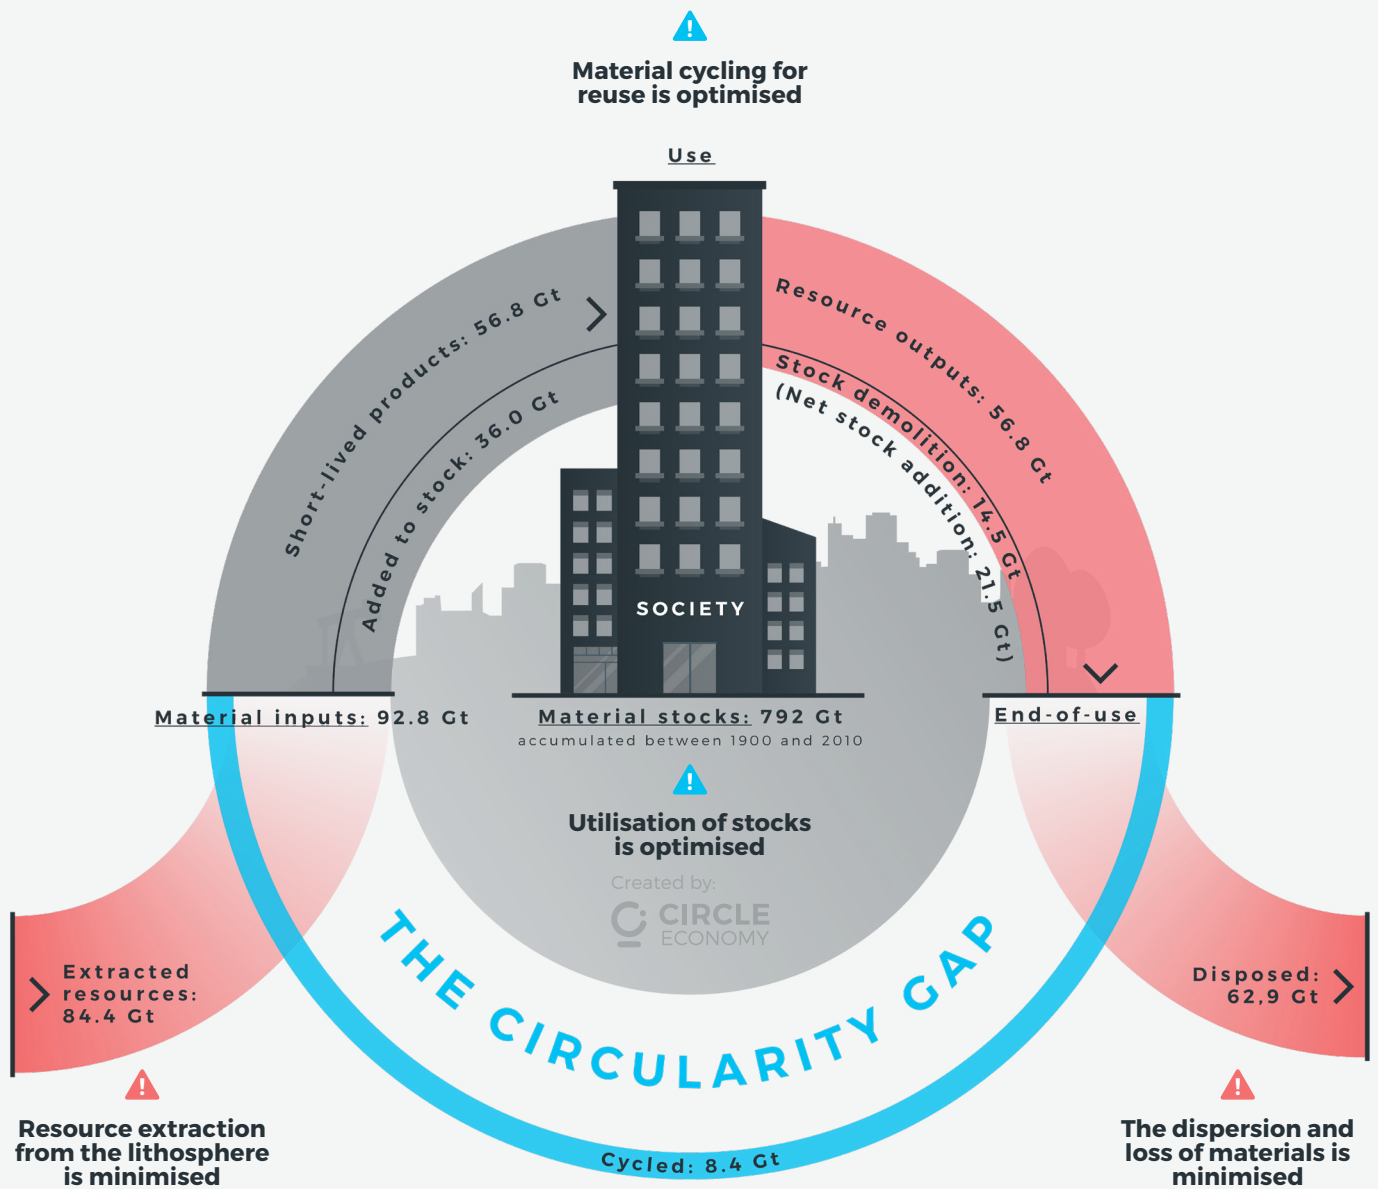 Material cycling for
reuse is optimised
Use
Short-lived products: 56.8 Gt
Added to stock: 36.0 Gt
Resource outputs: 56.8 Gt
Stock demolition: 14.5 Gt
(Net stock addition: 21.5 Gt)
SOCIETY
Material inputs: 92.8 Gt
Material stocks: 792 Gt
accumulated between 1900 and 2010
End-of-use
Utilisation of stocks
is optimised
Created by:
CIRCLE
ECONOMY
THE CIRCULARITY GAP
Extracted
resources:
84.4 Gt
Disposed:
62,9 Gt
Resource extraction
from the lithosphere
is minimised
Cycled: 8.4 Gt
The dispersion and
loss of materials is
minimised